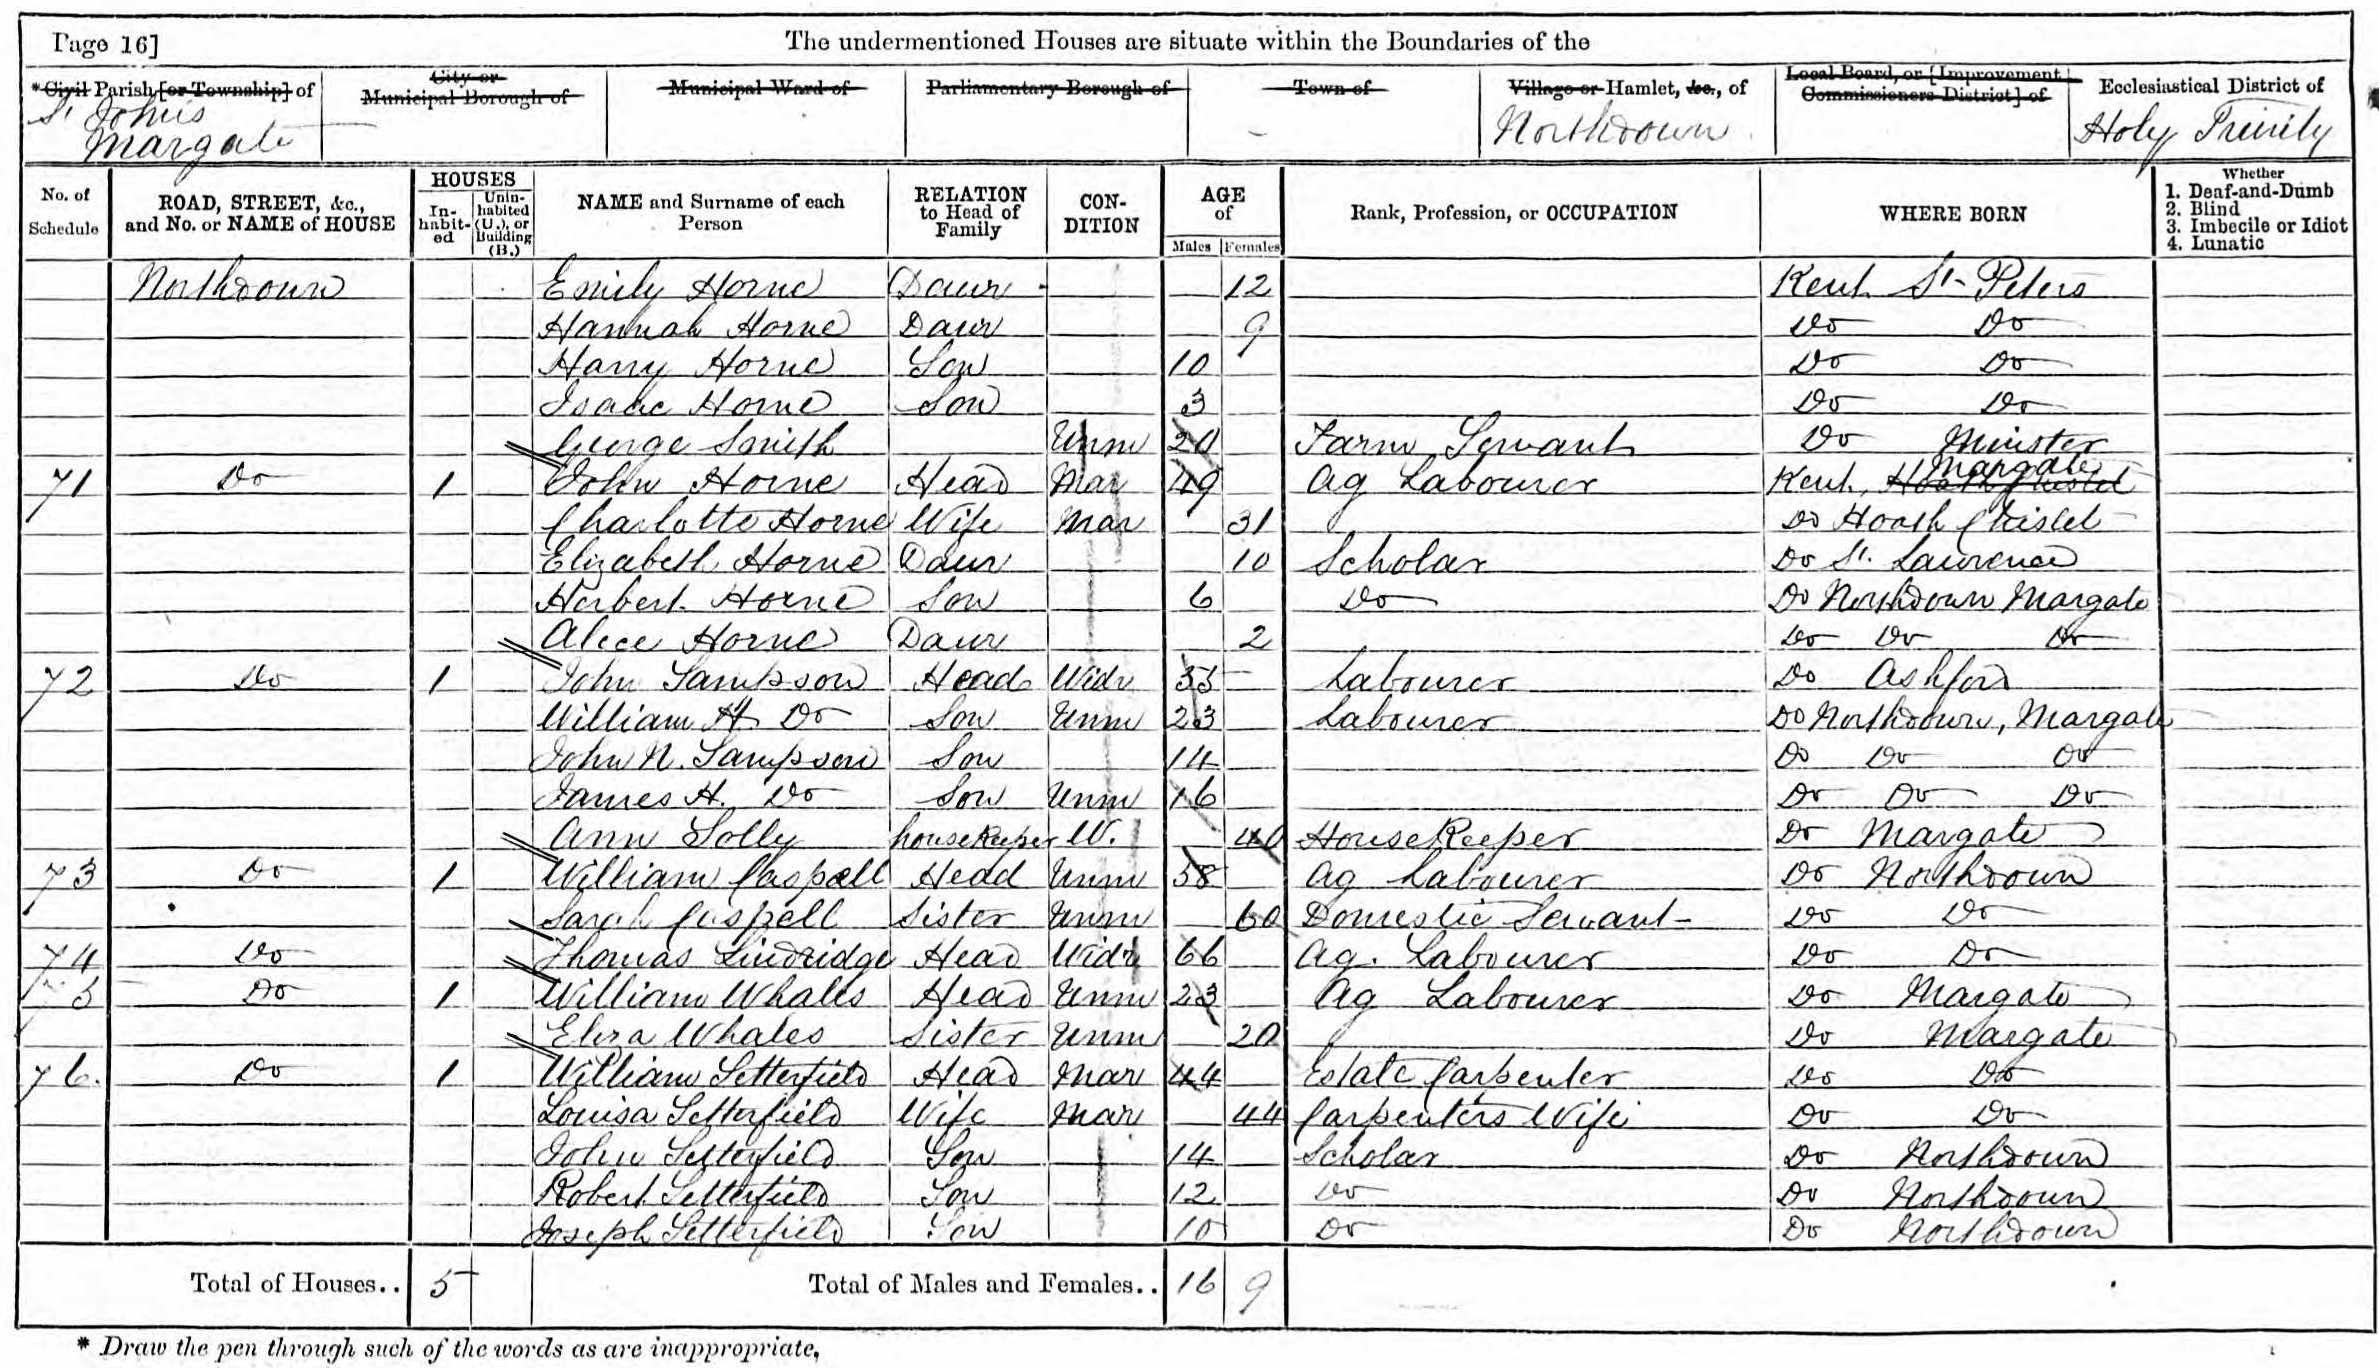 Page 16]
The undermentioned Houses are situate within the Boundaries of the
*Civil Parish [or Township] of
City or Municipal Borough of
Municipal Ward of
Parliamentary Borough of
Town of
Village or Hamlet, &c., of
Local Board, or [Improvement Commissioners District] of
Ecclesiastical District of
St Johns
Margate
Northdown
Holy Trinity
No. of Schedule
ROAD, STREET, &c., and No. or NAME of HOUSE
HOUSES
Inhabited
Uninhabited (U.), or Building (B.)
NAME and Surname of each Person
RELATION to Head of Family
CONDITION
AGE of
Males
Females
Rank, Profession, or OCCUPATION
WHERE BORN
Whether
1. Deaf-and-Dumb
2. Blind
3. Imbecile or Idiot
4. Lunatic
Northdown Emily Horne Daur 12 Kent St Peters
Hannah Horne Daur 9 Do Do
Harry Horne Son 10 Do Do
Isaac Horne Son 3 Do Do
George Smith Unm 20 Farm Servant Do Minster
71 Do 1 John Horne Head Mar 49 Ag Labourer Kent, Hoath Chislet Margate
Charlotte Horne Wife Mar 31 Do Hoath Chislet
Elizabeth Horne Daur 10 Scholar Do St. Lawrence
Herbert Horne Son 6 Do Do Northdown Margate
Alice Horne Daur 2 Do Do Do
72 Do 1 John Sampson Head Widr 55 Labourer Do Ashford
William H. Do Son Unm 23 Labourer Do Northdown, Margate
John N. Sampson Son 14 Do Do Do
James H. Do Son Unm 16 Do Do Do
Ann Solly housekeeper W. 40 HouseKeeper Do Margate
73 Do 1 William Caspell Head Unm 58 Ag Labourer Do Northdown
Sarah Caspell Sister Unm 60 Domestic Servant Do Do
74 Do Thomas Lindridge Head Widr 66 Ag. Labourer Do Do
75 Do 1 William Whales Head Unm 23 Ag Labourer Do Margate
Eliza Whales Sister Unm 20 Do Margate
76. Do 1 William Setterfield Head Mar 44 Estate Carpenter Do Do
Louisa Setterfield Wife Mar 44 Carpenters Wife Do Do
John Setterfield Son 14 Scholar Do Northdown
Robert Setterfield Son 12 Do Do Northdown
Joseph Setterfield Son 10 Do Do Northdown
Total of Houses.. 5 Total of Males and Females.. 16 9
* Draw the pen through such of the words as are inappropriate,